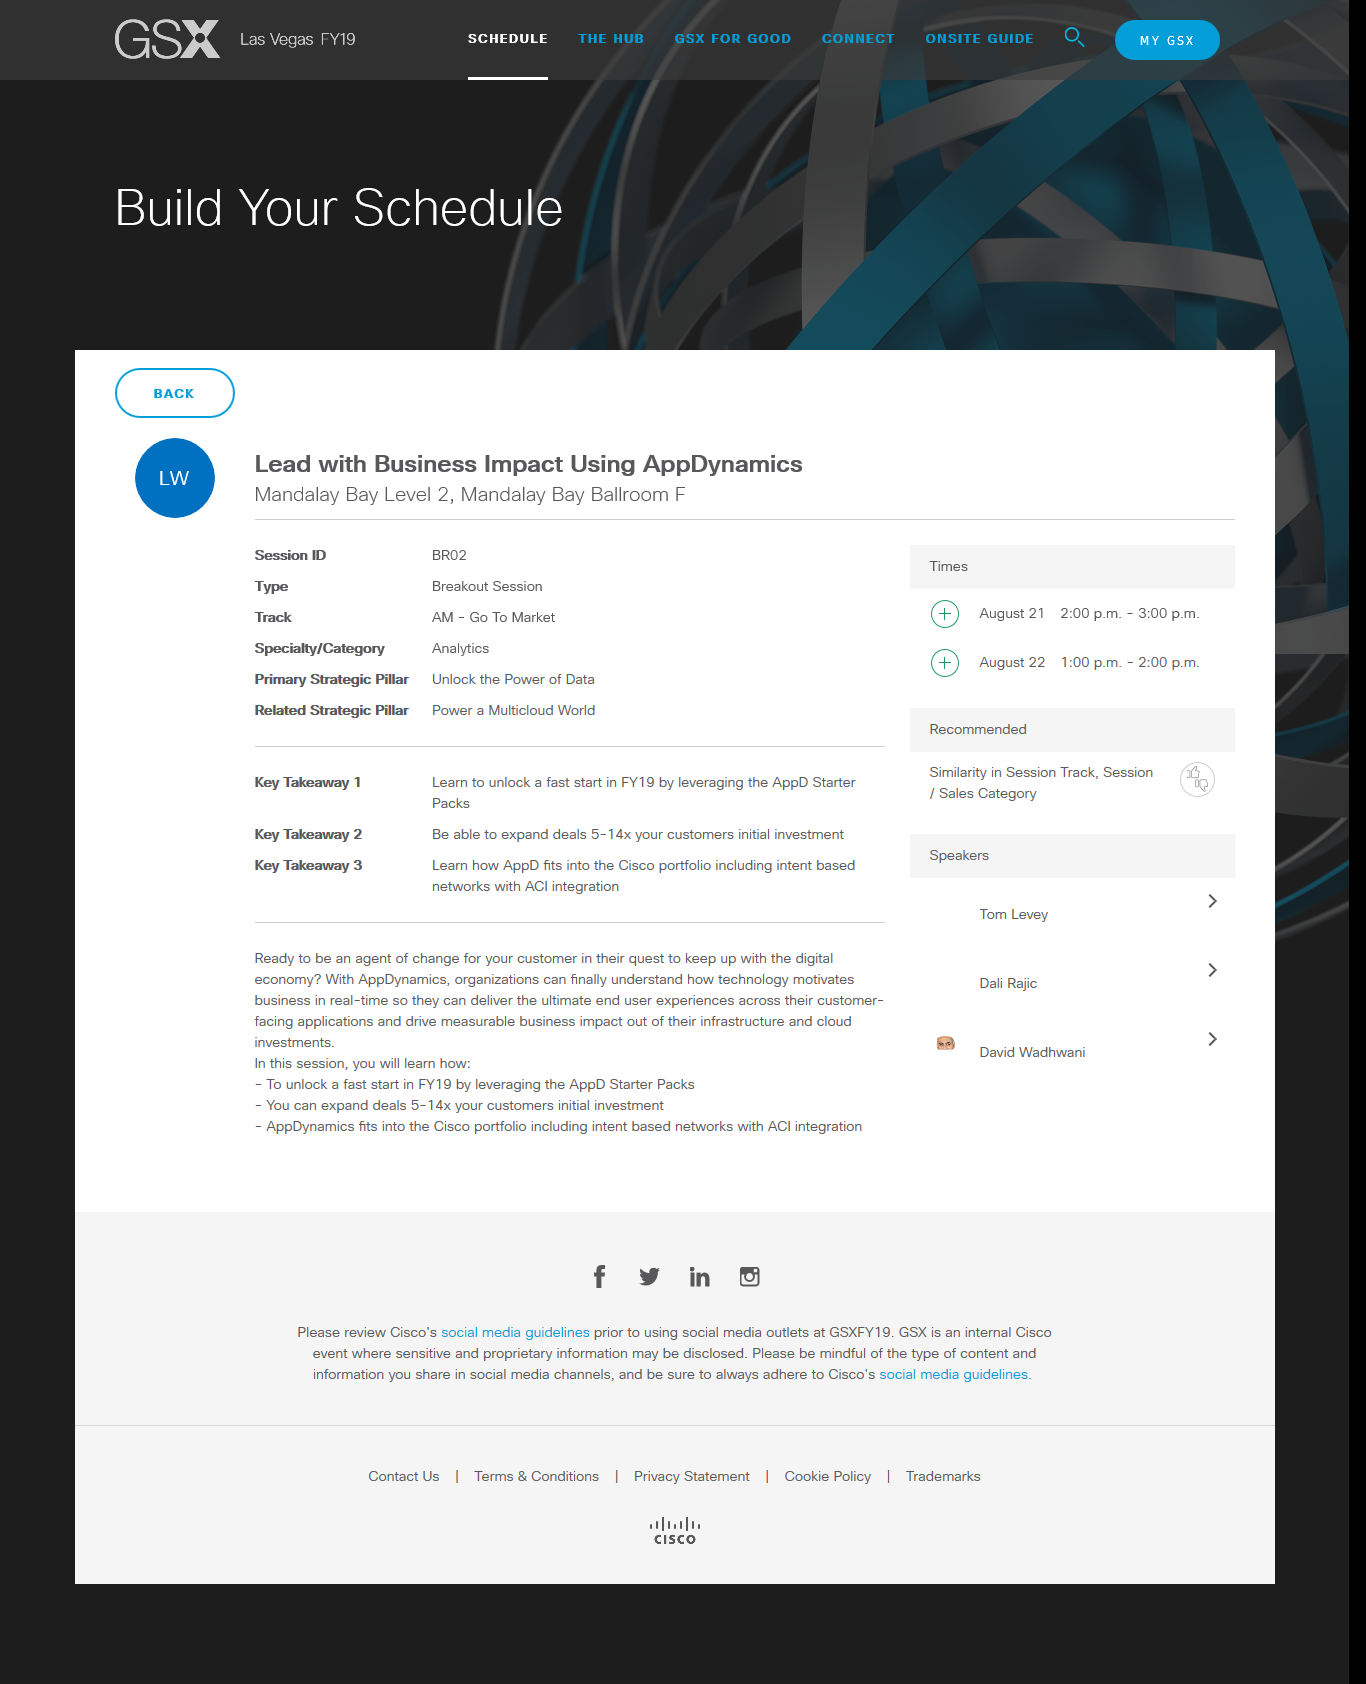 GSX Las Vegas FY19
SCHEDULE THE HUB GSX FOR GOOD CONNECT ONSITE GUIDE MY GSX
Build Your Schedule
BACK
LW
Lead with Business Impact Using AppDynamics
Mandalay Bay Level 2, Mandalay Bay Ballroom F
Session ID BR02
Type Breakout Session
Track AM - Go To Market
Specialty/Category Analytics
Primary Strategic Pillar Unlock the Power of Data
Related Strategic Pillar Power a Multicloud World
Key Takeaway 1 Learn to unlock a fast start in FY19 by leveraging the AppD Starter
Packs
Key Takeaway 2 Be able to expand deals 5-14x your customers initial investment
Key Takeaway 3 Learn how AppD fits into the Cisco portfolio including intent based
networks with ACI integration
Ready to be an agent of change for your customer in their quest to keep up with the digital
economy? With AppDynamics, organizations can finally understand how technology motivates
business in real-time so they can deliver the ultimate end user experiences across their customer-
facing applications and drive measurable business impact out of their infrastructure and cloud
investments.
In this session, you will learn how:
- To unlock a fast start in FY19 by leveraging the AppD Starter Packs
- You can expand deals 5-14x your customers initial investment
- AppDynamics fits into the Cisco portfolio including intent based networks with ACI integration
Times
August 21 2:00 p.m. - 3:00 p.m.
August 22 1:00 p.m. - 2:00 p.m.
Recommended
Similarity in Session Track, Session
/ Sales Category
Speakers
Tom Levey
Dali Rajic
David Wadhwani
Please review Cisco's social media guidelines prior to using social media outlets at GSXFY19. GSX is an internal Cisco
event where sensitive and proprietary information may be disclosed. Please be mindful of the type of content and
information you share in social media channels, and be sure to always adhere to Cisco's social media guidelines.
Contact Us | Terms & Conditions | Privacy Statement | Cookie Policy | Trademarks
CISCO